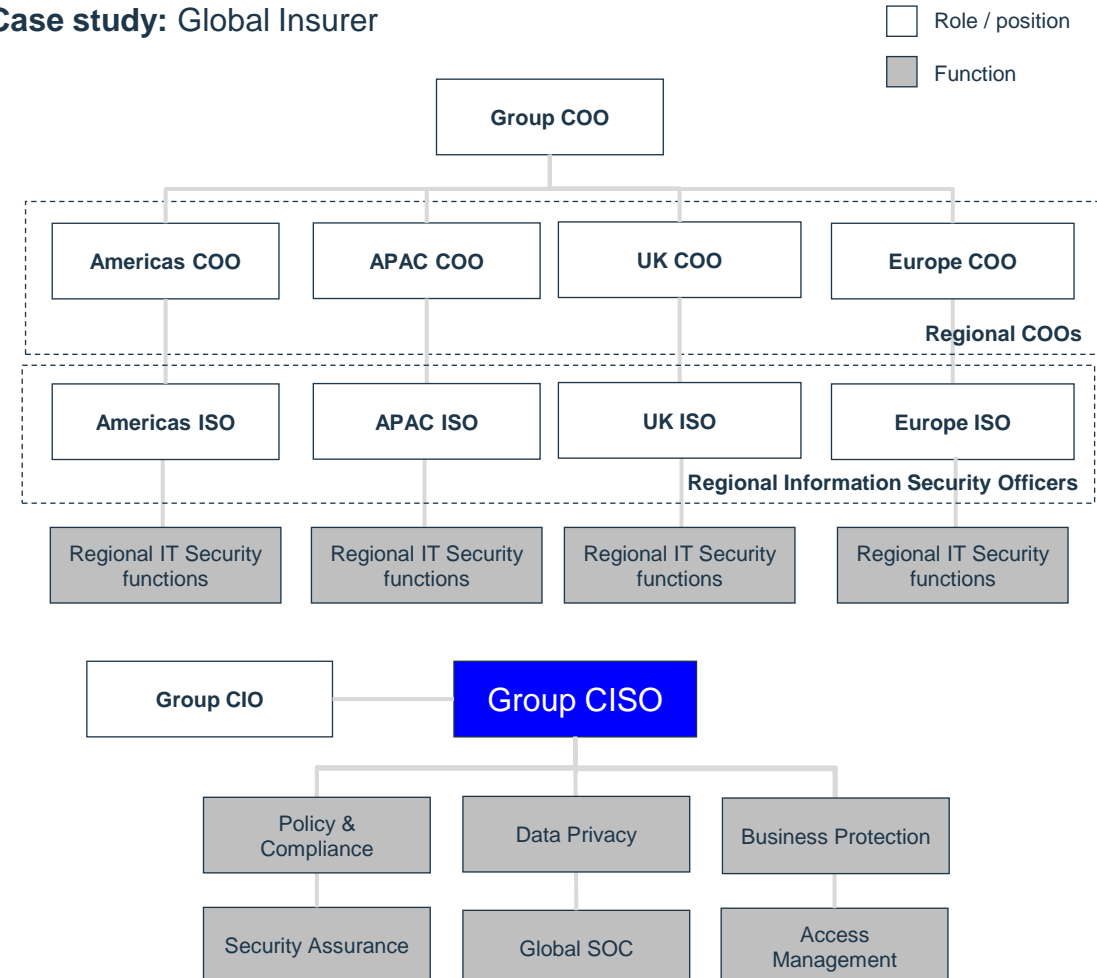 Case study: Global Insurer
Role / position
Function
Group COO
Americas COO
APAC COO
UK COO
Europe COO
Regional COOs
Americas ISO
APAC ISO
UK ISO
Europe ISO
Regional Information Security Officers
Regional IT Security
functions
Regional IT Security
functions
Regional IT Security
functions
Regional IT Security
functions
Group CIO
Group CISO
Policy &
Compliance
Data Privacy
Business Protection
Security Assurance
Global SOC
Access
Management